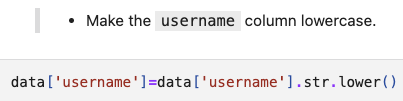 • Make the username column lowercase.
data['username']=data['username'].str.lower()